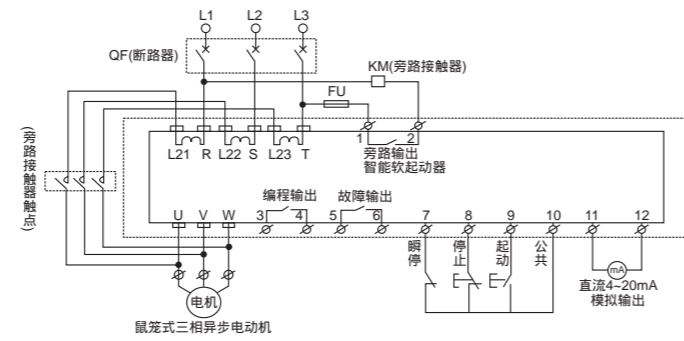 L1 L2 L3
QF(断路器)
KM(旁路接触器)
FU
(旁路接触器触点)
L21 R L22 S L23 T
1 2
旁路输出
智能软起动器
编程输出 故障输出
U V W 3 4 5 6 7 8 9 10 11 12
瞬停
停止
起动
公共
mA
直流4~20mA
模拟输出
电机
鼠笼式三相异步电动机